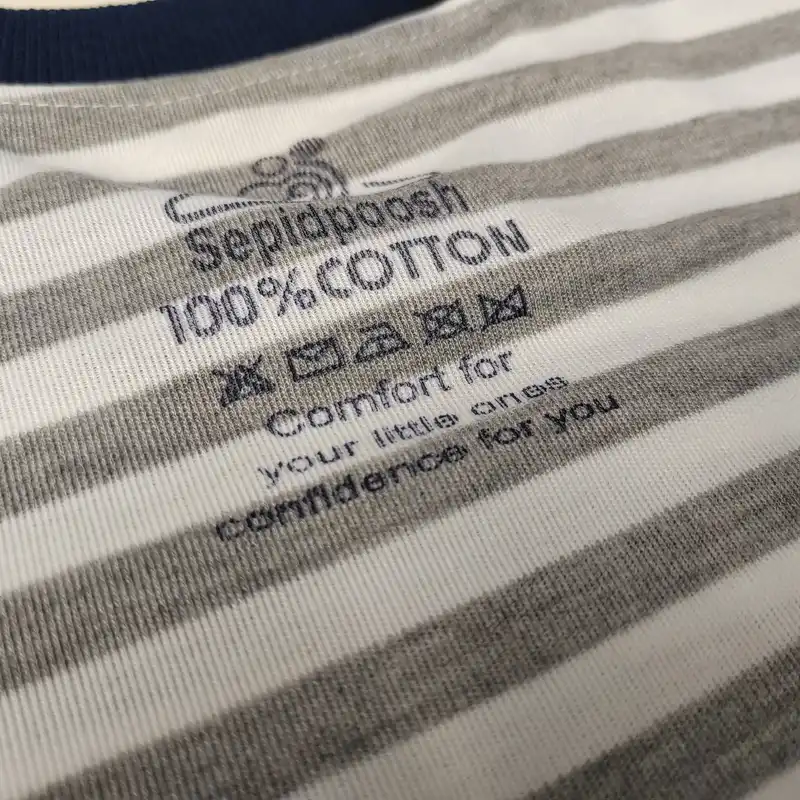 Sepidpoosh
100%COTTON
Comfort for
your little ones
confidence for you